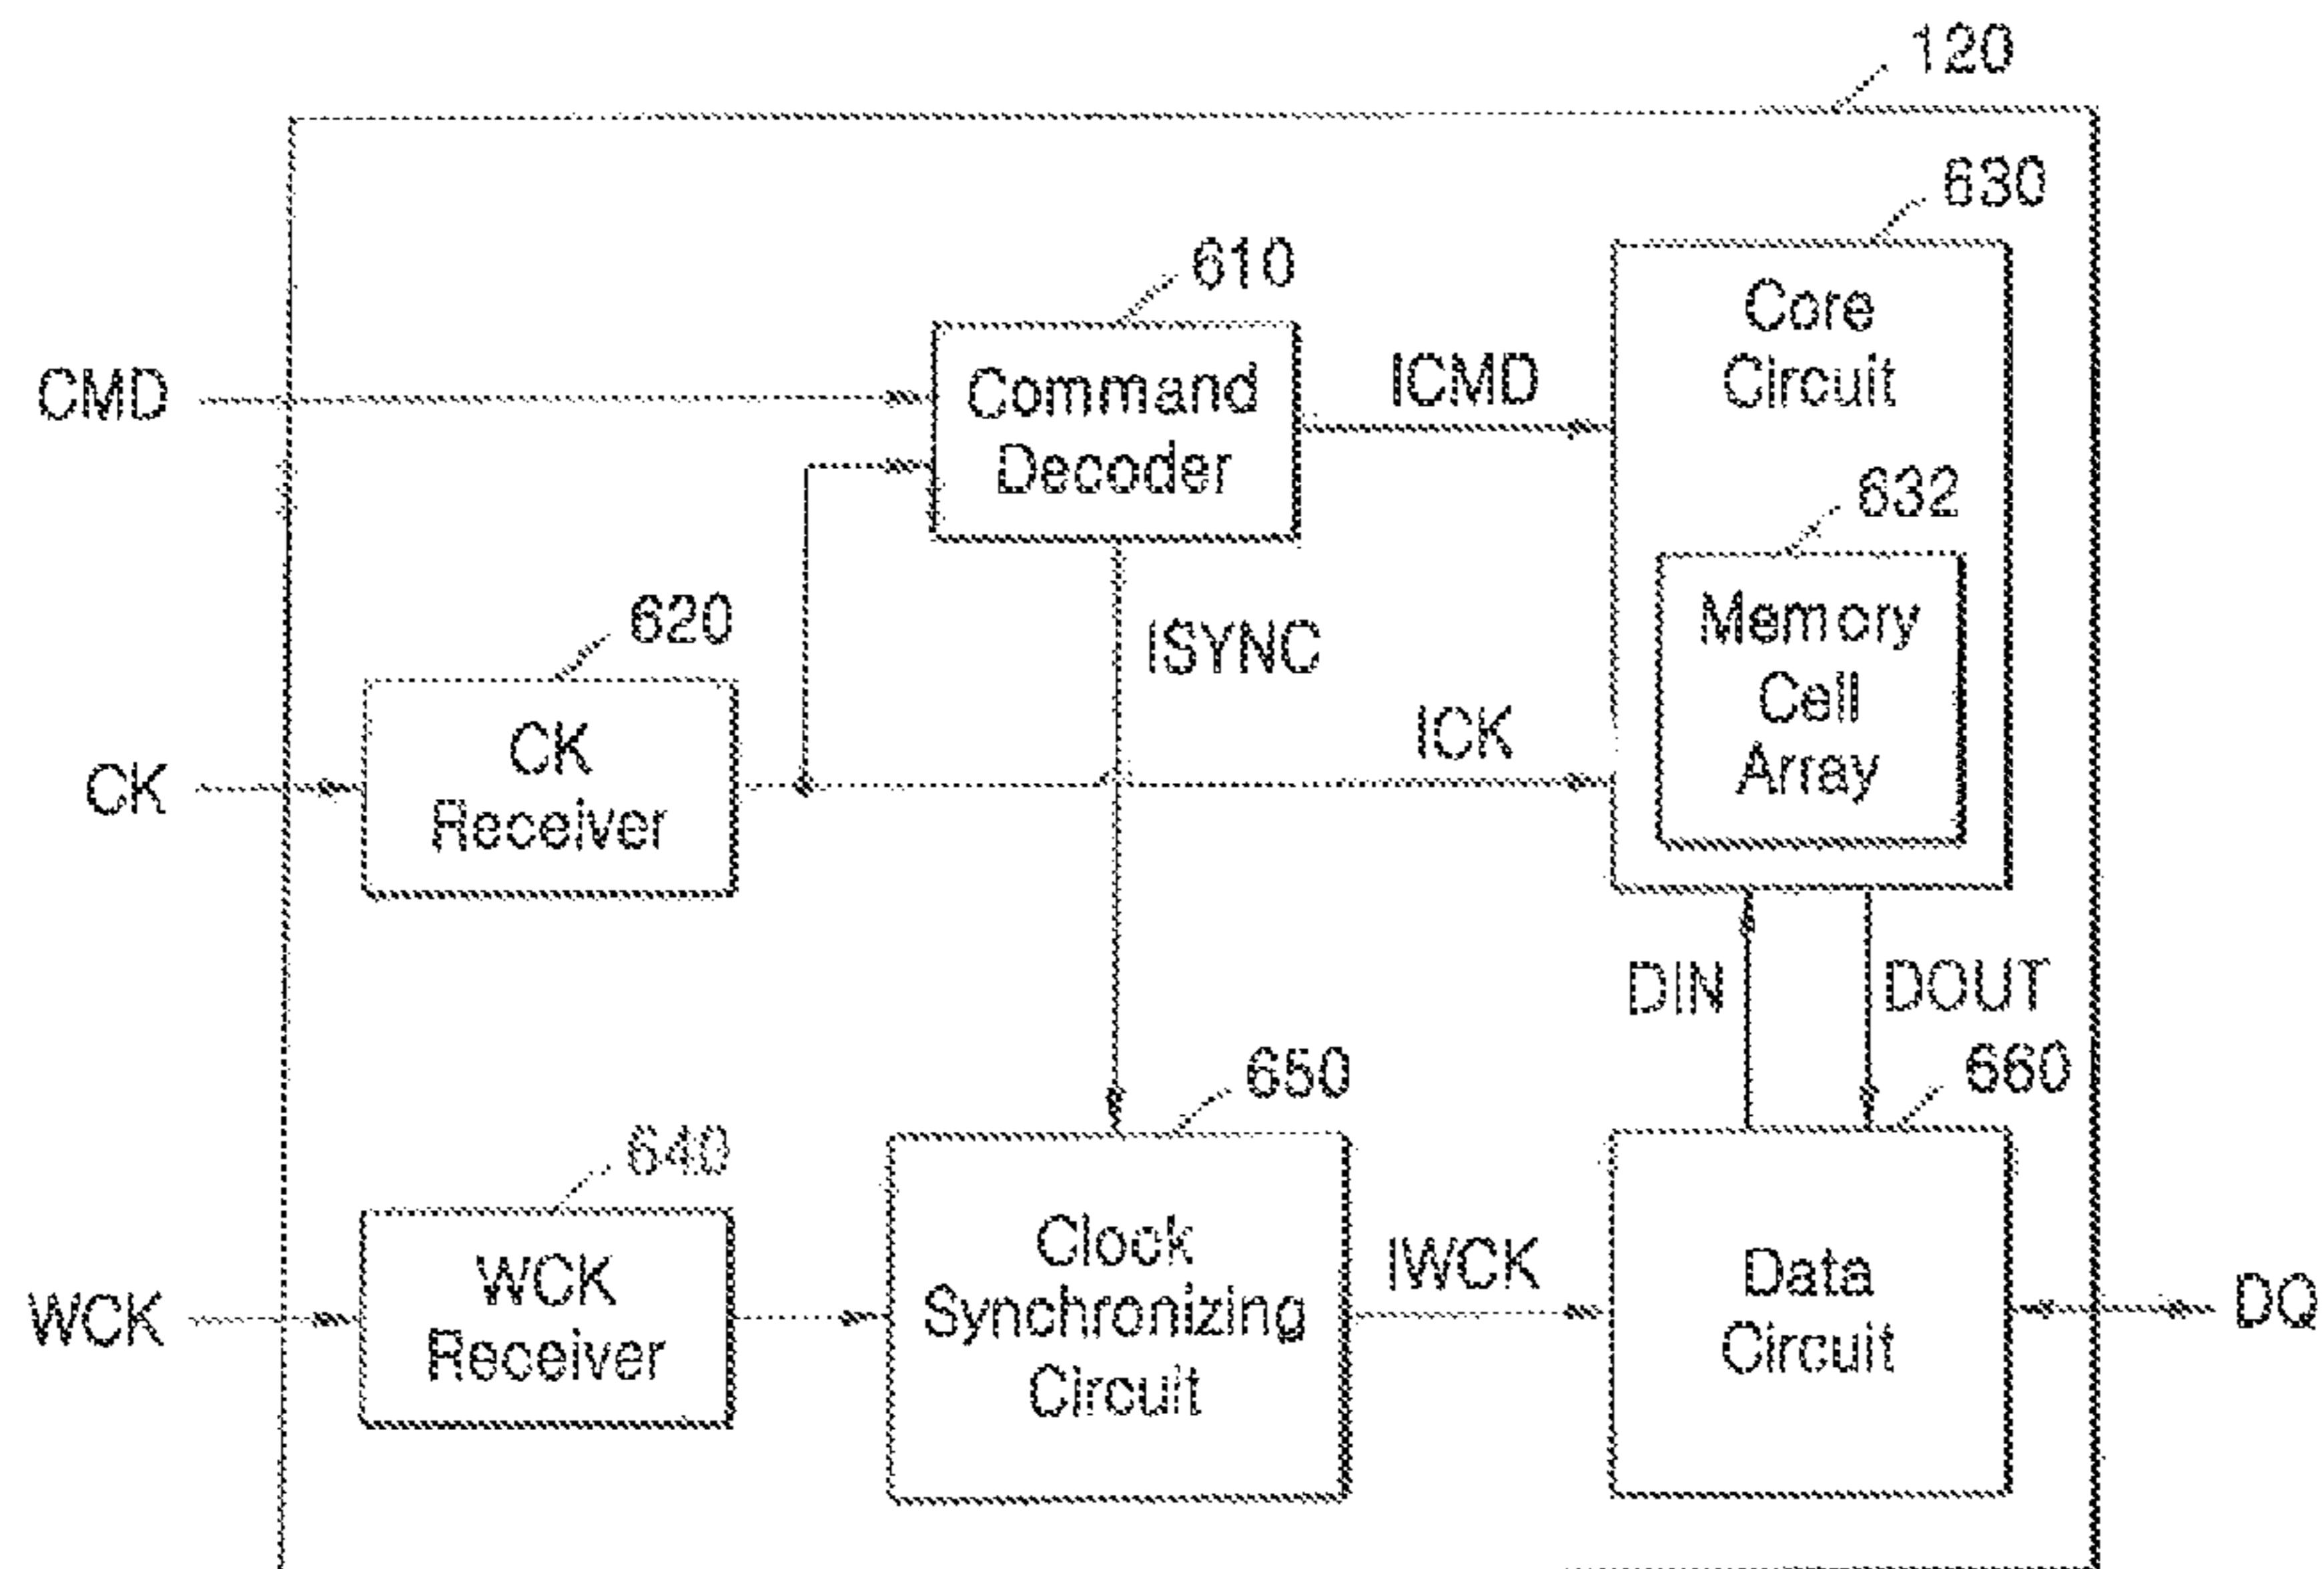 120
630
610
Core
Circuit
CMD
Command
Decoder
ICMD
632
620
ISYNC
Memory
Cell
Array
CK
CK
Receiver
ICK
DIN
DOUT
650
660
640
WCK
WCK
Receiver
Clock
Synchronizing
Circuit
IWCK
Data
Circuit
DQ